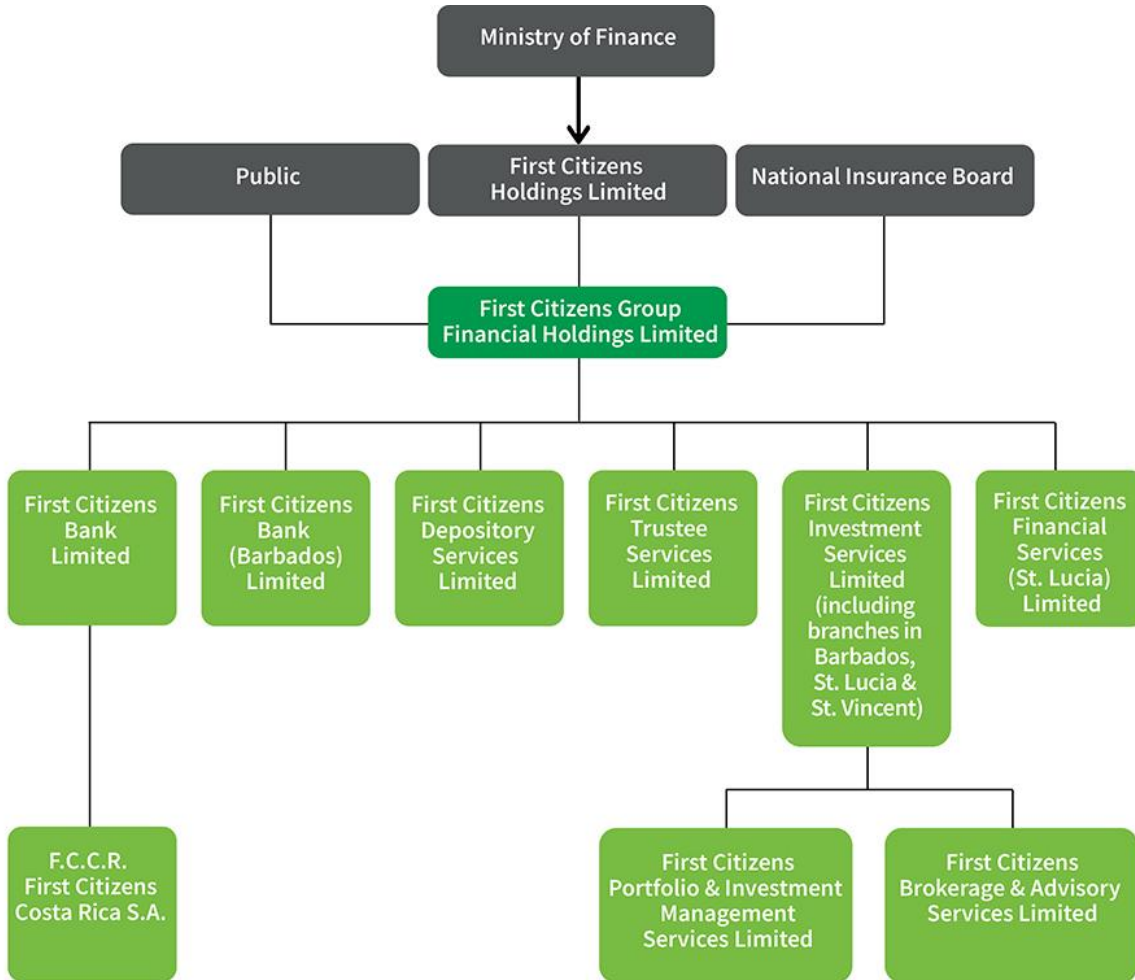 Ministry of Finance
Public
First Citizens
Holdings Limited
National Insurance Board
First Citizens Group
Financial Holdings Limited
First Citizens
Bank
Limited
First Citizens
Bank
(Barbados)
Limited
First Citizens
Depository
Services
Limited
First Citizens
Trustee
Services
Limited
First Citizens
Investment
Services
Limited
(including
branches in
Barbados,
St. Lucia &
St. Vincent)
First Citizens
Financial
Services
(St. Lucia)
Limited
F.C.C.R.
First Citizens
Costa Rica S.A.
First Citizens
Portfolio & Investment
Management
Services Limited
First Citizens
Brokerage & Advisory
Services Limited